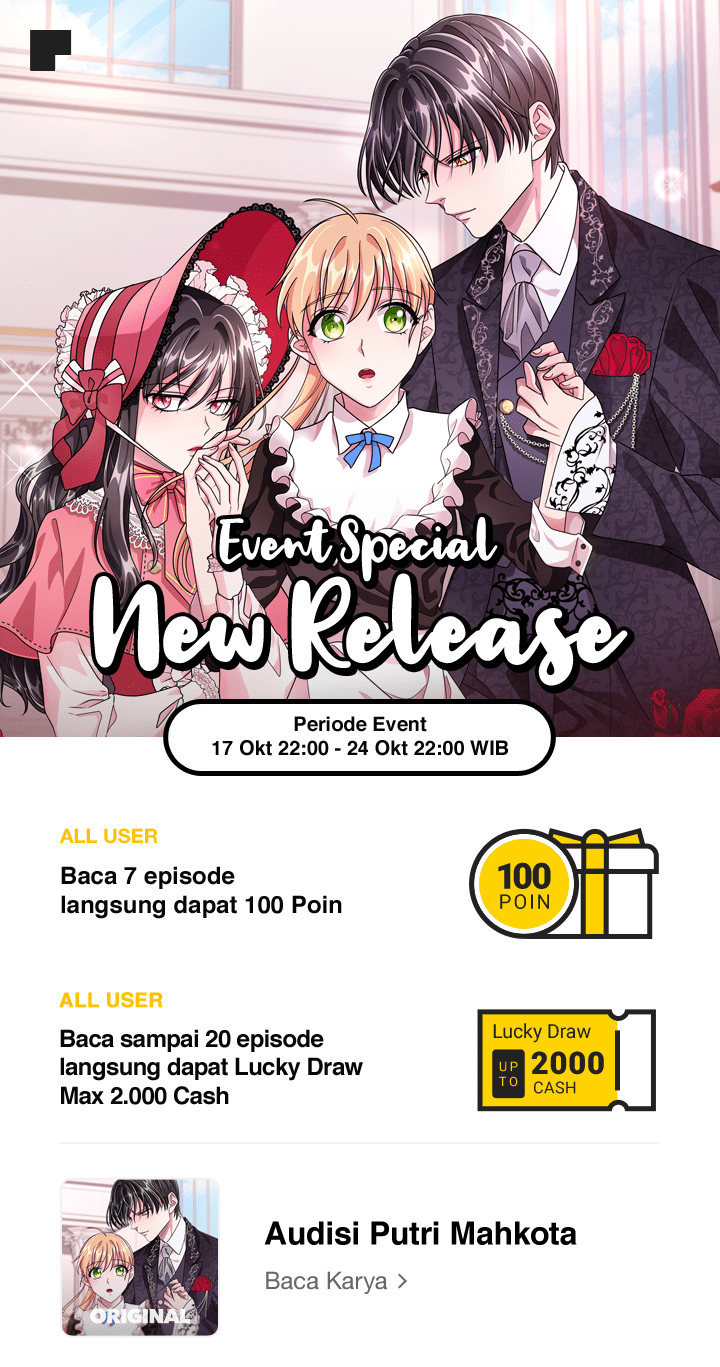 Event Special
New Release
Periode Event
17 Okt 22:00 - 24 Okt 22:00 WIB
ALL USER
Baca 7 episode
langsung dapat 100 Poin
100
POIN
ALL USER
Baca sampai 20 episode
langsung dapat Lucky Draw
Max 2.000 Cash
Lucky Draw
UP
TO
2000
CASH
ORIGINAL
Audisi Putri Mahkota
Baca Karya >